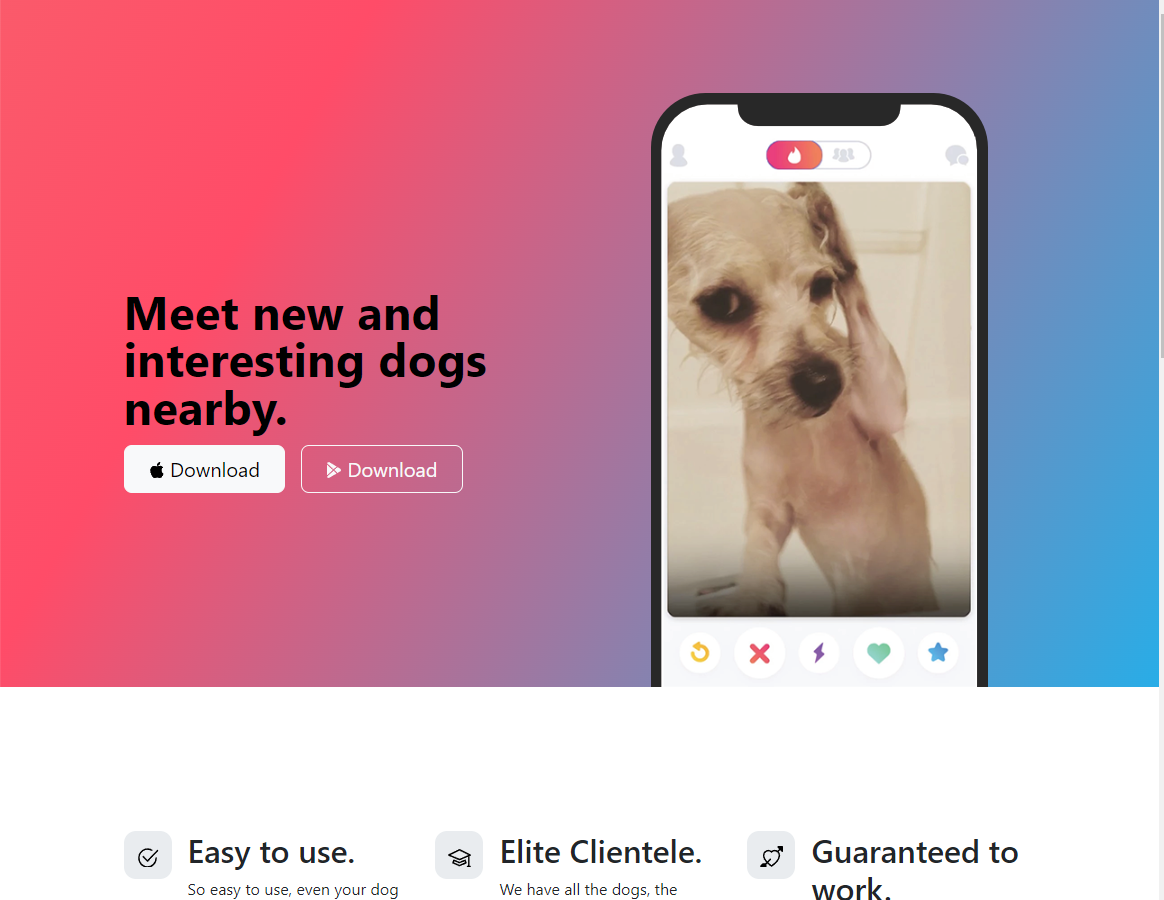 Meet new and
interesting dogs
nearby.
Download
Download
Easy to use.
So easy to use, even your dog
Elite Clientele.
We have all the dogs, the
Guaranteed to
work.